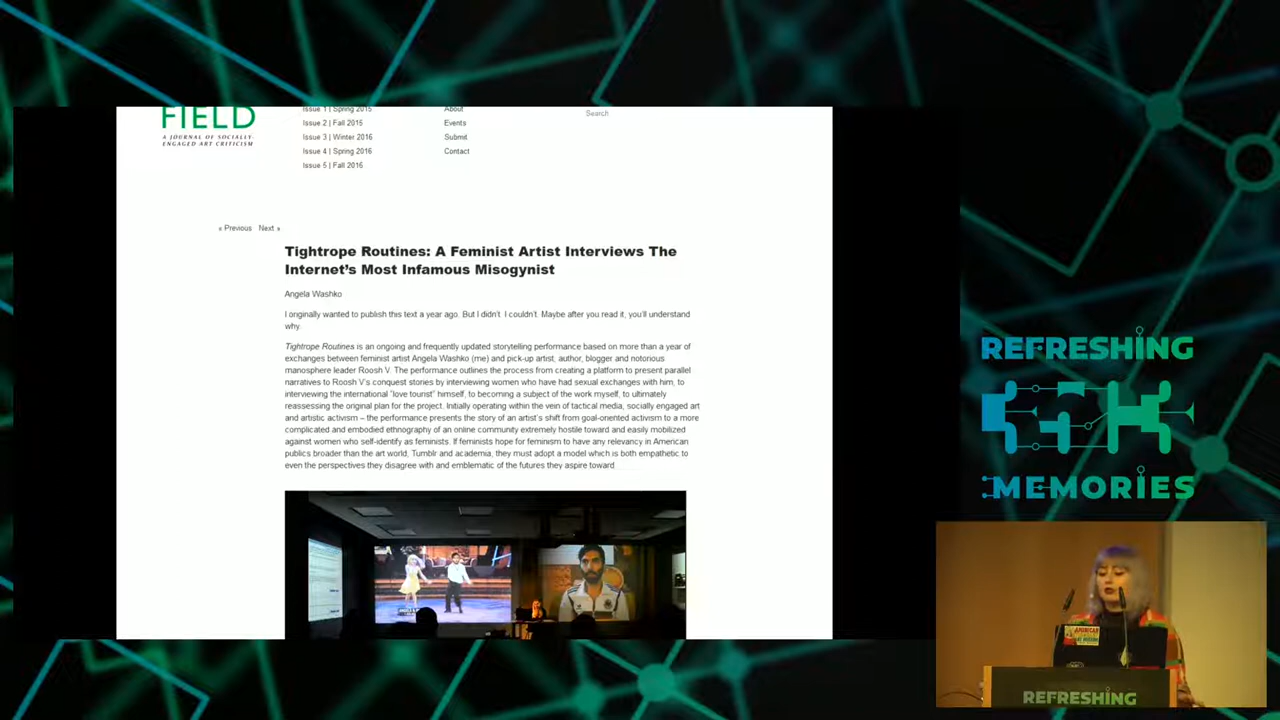 FIELD
A JOURNAL OF SOCIALLY-
ENGAGED ART CRITICISM
Issue 1 | Spring 2015
Issue 2 | Fall 2015
Issue 3 | Winter 2016
Issue 4 | Spring 2016
Issue 5 | Fall 2016
About
Events
Submit
Contact
Search
« Previous Next »
Tightrope Routines: A Feminist Artist Interviews The
Internet's Most Infamous Misogynist
Angela Washko
I originally wanted to publish this text a year ago. But I didn't. I couldn't. Maybe after you read it, you'll understand
why.
Tightrope Routines is an ongoing and frequently updated storytelling performance based on more than a year of
exchanges between feminist artist Angela Washko (me) and pick-up artist, author, blogger and notorious
manosphere leader Roosh V. The performance outlines the process from creating a platform to present parallel
narratives to Roosh V's conquest stories by interviewing women who have had sexual exchanges with him, to
interviewing the international "love tourist" himself, to becoming a subject of the work myself, to ultimately
reassessing the original plan for the project. Initially operating within the vein of tactical media, socially engaged art
and artistic activism – the performance presents the story of an artist's shift from goal-oriented activism to a more
complicated and embodied ethnography of an online community extremely hostile toward and easily mobilized
against women who self-identify as feminists. If feminists hope for feminism to have any relevancy in American
publics broader than the art world, Tumblr and academia, they must adopt a model which is both empathetic to
even the perspectives they disagree with and emblematic of the futures they aspire toward.
REFRESHING
MEMORIES
AMERICAN
REFRESHING